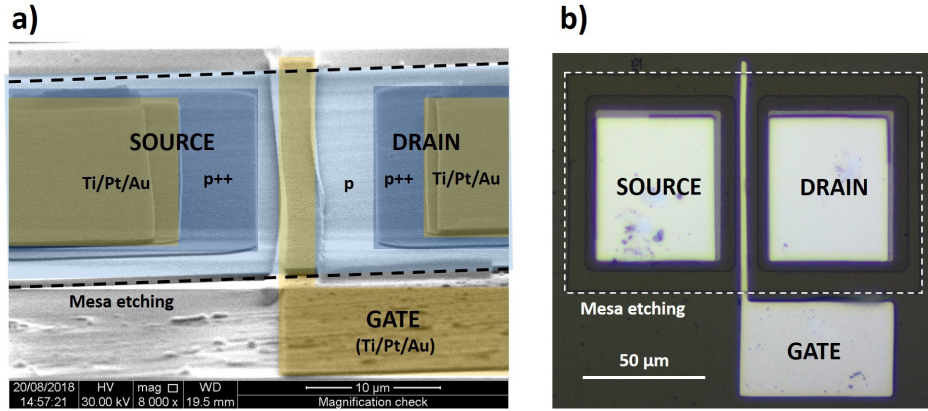 a)
SOURCE
DRAIN
Ti/Pt/Au
p++
p
p++
Ti/Pt/Au
Mesa etching
GATE
(Ti/Pt/Au)
20/08/2018
14:57:21
HV
30.00 kV
mag □
8 000 x
WD
19.5 mm
10 µm
Magnification check
b)
SOURCE
DRAIN
Mesa etching
50 µm
GATE